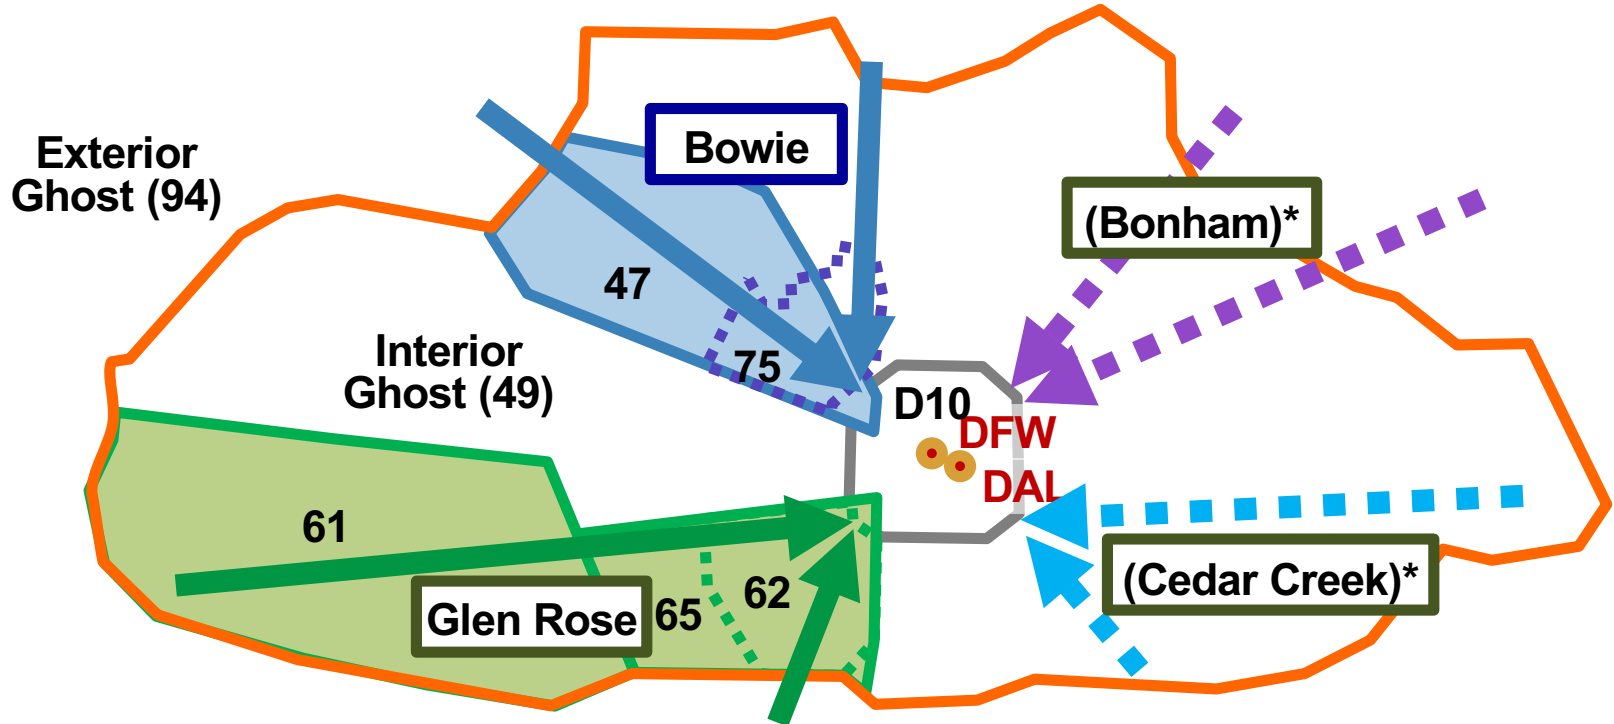 Bowie
Exterior
Ghost (94)
(Bonham)*
47
Interior
Ghost (49)
75
D10
DFW
DAL
61
(Cedar Creek)*
62
65
Glen Rose